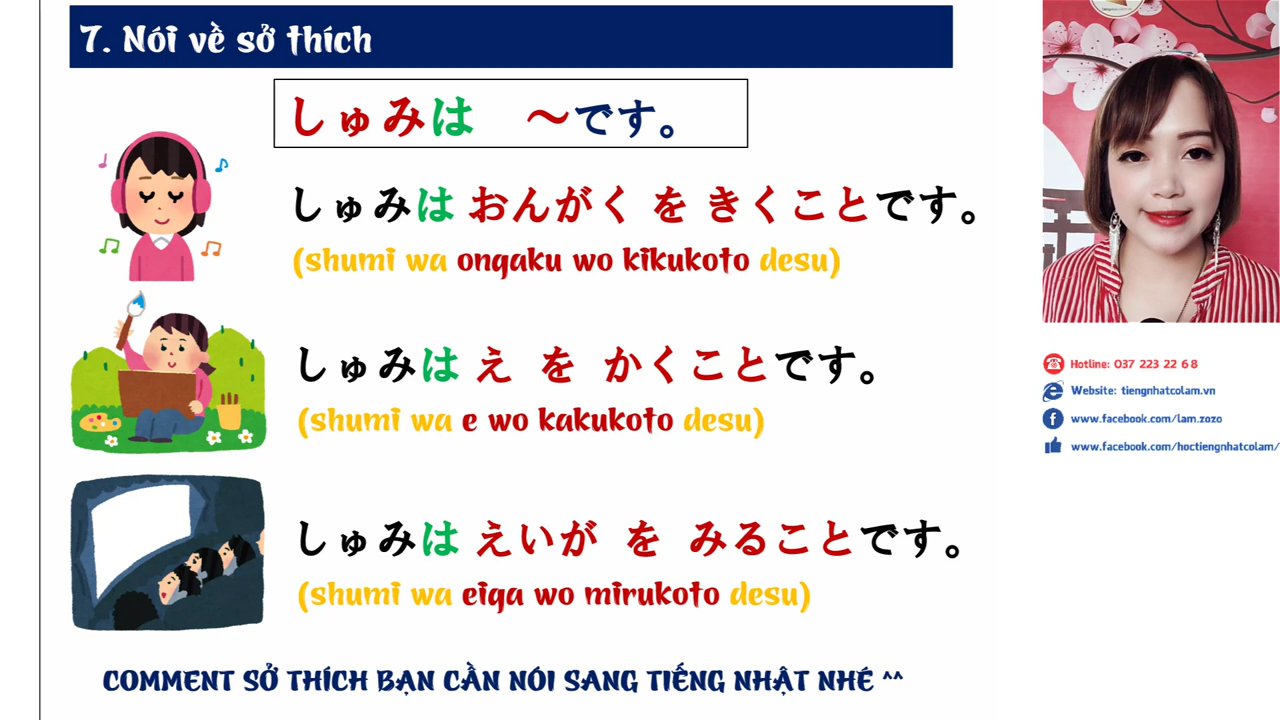 7. Nói về sở thích
しゅみは ～です。
しゅみは おんがく を きくことです。
(shumi wa ongaku wo kikukoto desu)
しゅみは え を かくことです。
(shumi wa e wo kakukoto desu)
しゅみは えいが を みることです。
(shumi wa eiga wo mirukoto desu)
COMMENT SỞ THÍCH BẠN CẦN NÓI SANG TIẾNG NHẬT NHÉ ^^
Hotline: 037 223 22 68
Website: tiengnhatcolam.vn
www.facebook.com/lam.zozo
www.facebook.com/hoctiengnhatcolam/